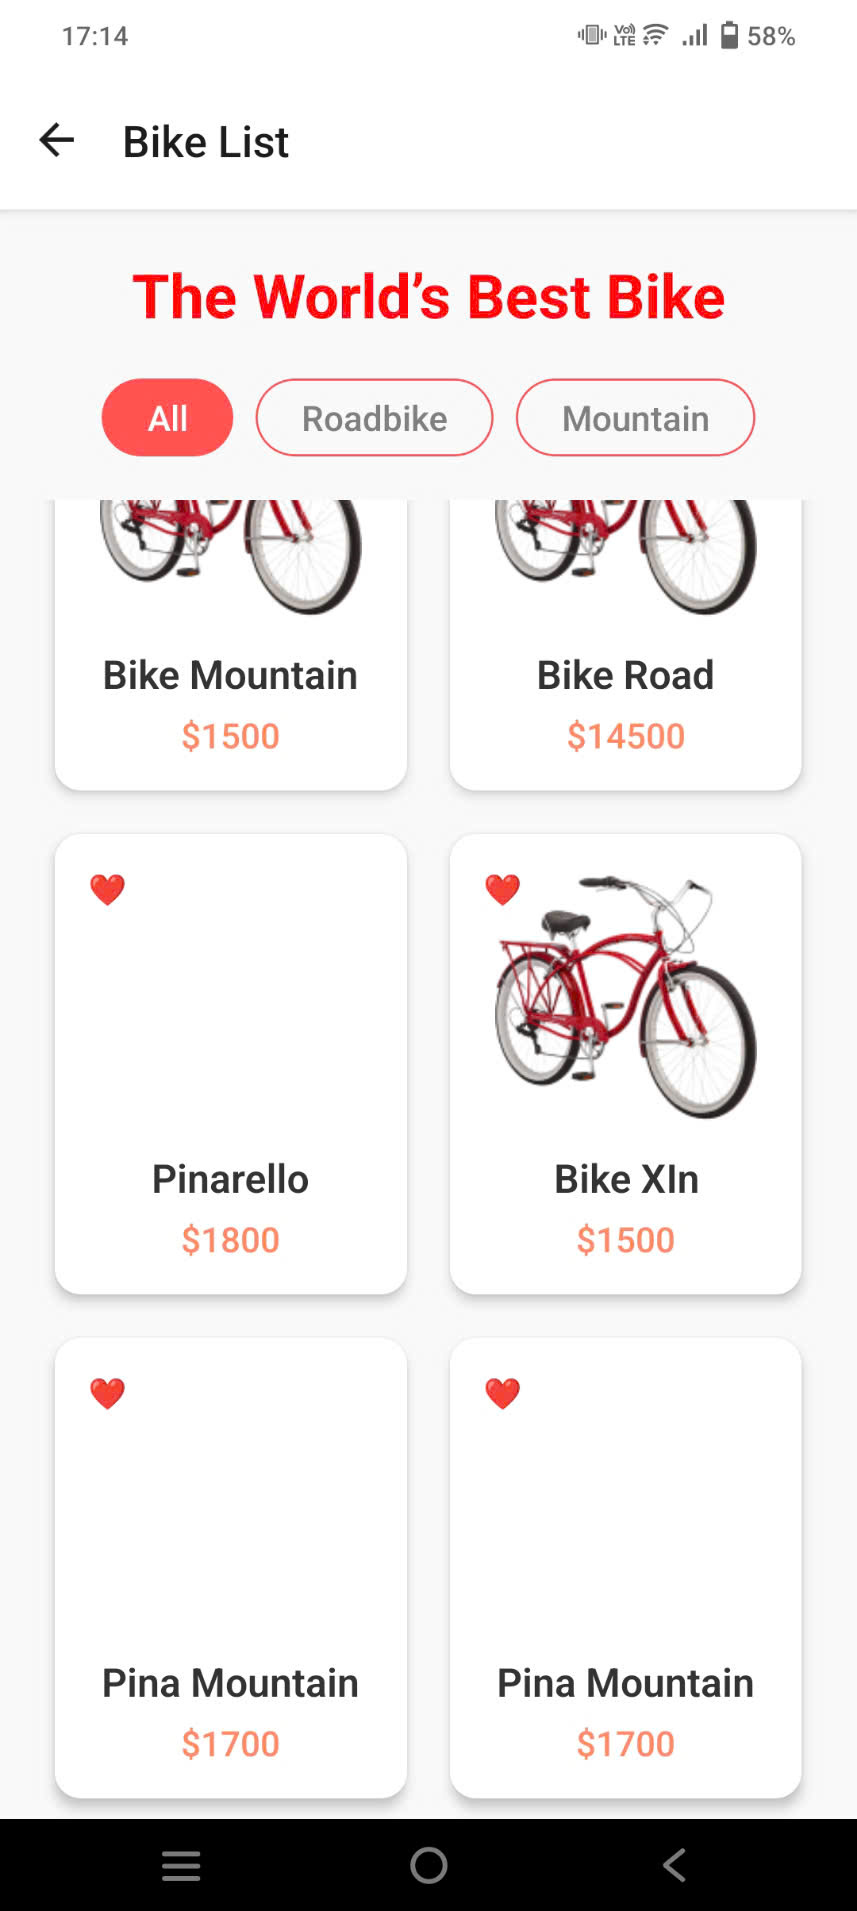 17:14 Vo) LTE 58%
Bike List
The World’s Best Bike
All Roadbike Mountain
Bike Mountain Bike Road
$1500 $14500
Pinarello Bike XIn
$1800 $1500
Pina Mountain Pina Mountain
$1700 $1700